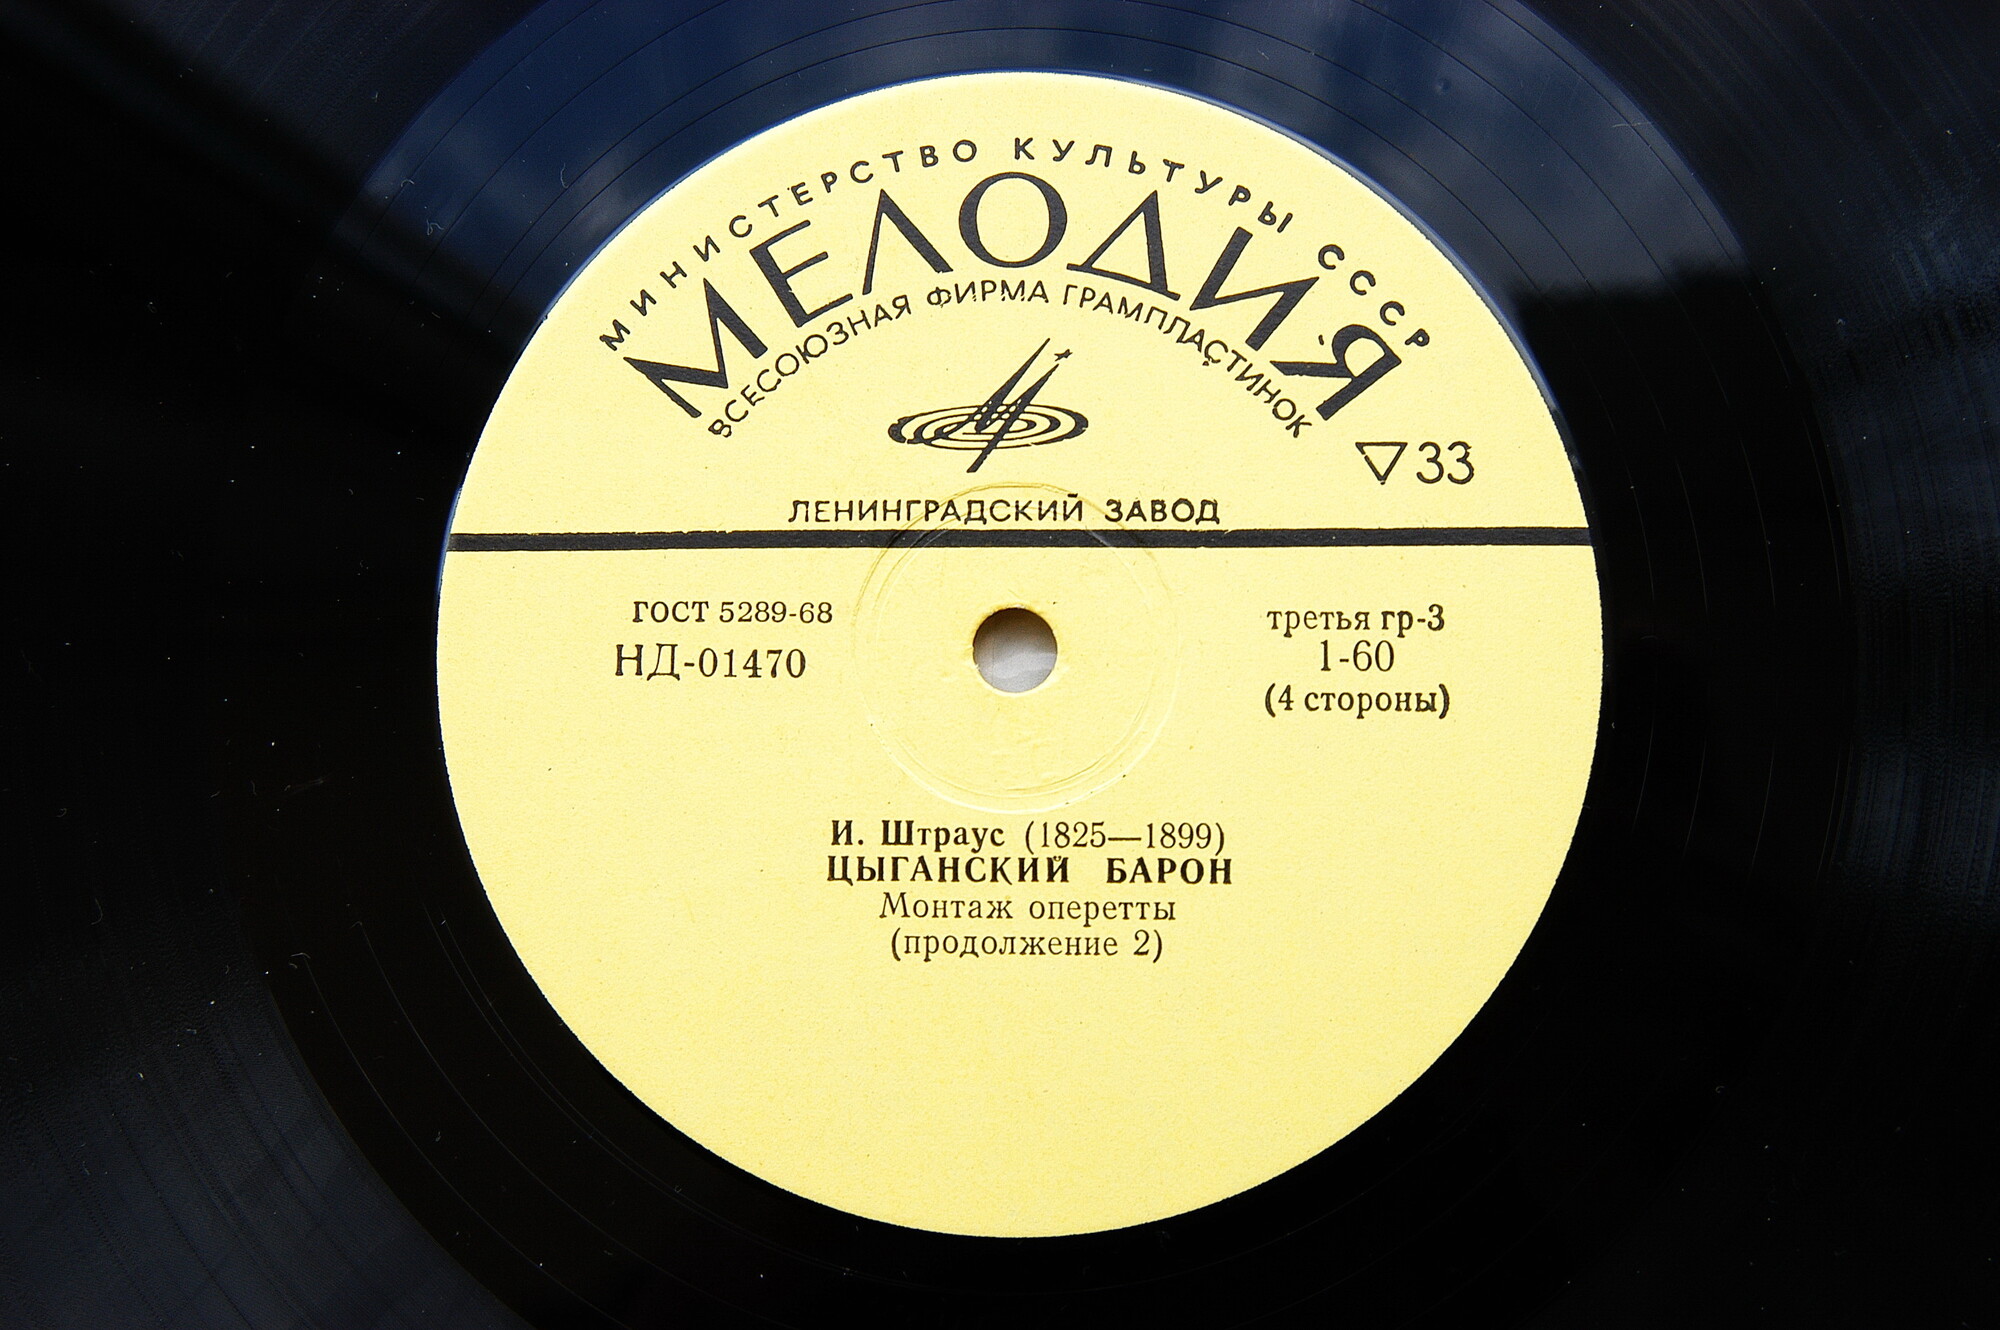 МИНИСТЕРСТВО КУЛЬТУРЫ СССР
МЕЛОДИЯ
ВСЕСОЮЗНАЯ ФИРМА ГРАМПЛАСТИНОК
▽33
ЛЕНИНГРАДСКИЙ ЗАВОД
ГОСТ 5289-68
НД-01470
третья гр-3
1-60
(4 стороны)
И. Штраус (1825—1899)
ЦЫГАНСКИЙ БАРОН
Монтаж оперетты
(продолжение 2)